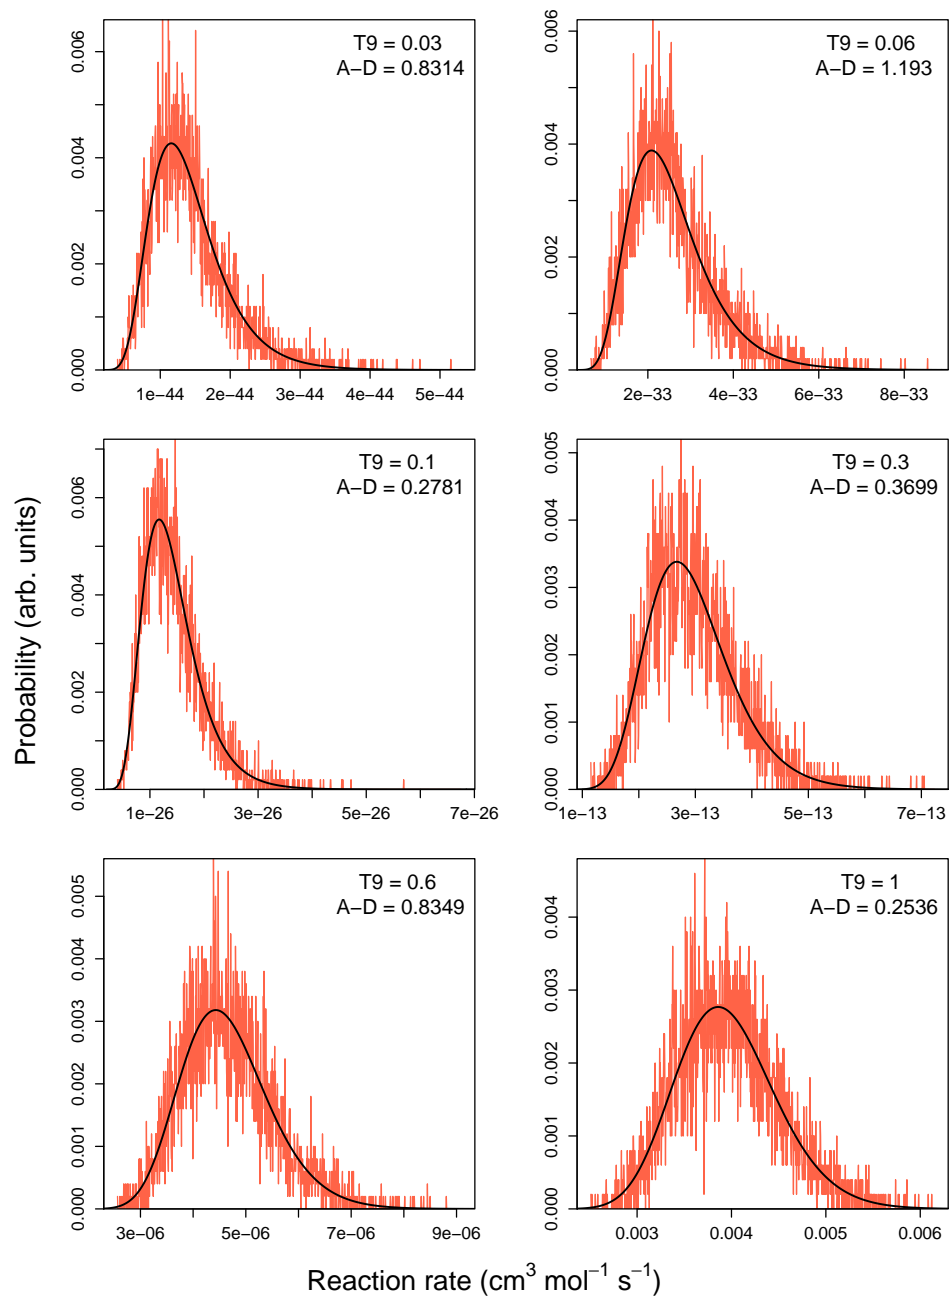 T9 = 0.03
A−D = 0.8314
0.000
0.002
0.004
0.006
1e−44
2e−44
3e−44
4e−44
5e−44
T9 = 0.06
A−D = 1.193
0.000
0.002
0.004
0.006
2e−33
4e−33
6e−33
8e−33
T9 = 0.1
A−D = 0.2781
0.000
0.002
0.004
0.006
1e−26
3e−26
5e−26
7e−26
T9 = 0.3
A−D = 0.3699
0.000
0.001
0.002
0.003
0.004
0.005
1e−13
3e−13
5e−13
7e−13
T9 = 0.6
A−D = 0.8349
0.000
0.001
0.002
0.003
0.004
0.005
3e−06
5e−06
7e−06
9e−06
T9 = 1
A−D = 0.2536
0.000
0.001
0.002
0.003
0.004
0.003
0.004
0.005
0.006
Probability (arb. units)
Reaction rate (cm³ mol⁻¹ s⁻¹)